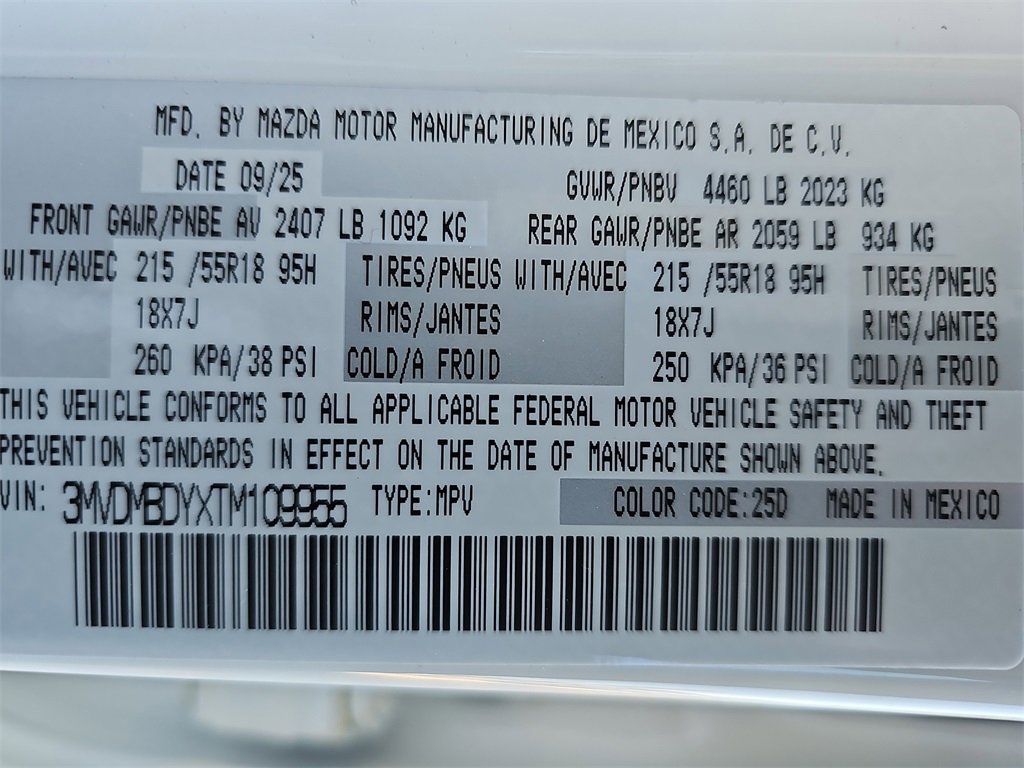 MFD. BY MAZDA MOTOR MANUFACTURING DE MEXICO S.A. DE C.V.
DATE 09/25 GVWR/PNBV 4460 LB 2023 KG
FRONT GAWR/PNBE AV 2407 LB 1092 KG REAR GAWR/PNBE AR 2059 LB 934 KG
WITH/AVEC 215 /55R18 95H TIRES/PNEUS WITH/AVEC 215 /55R18 95H TIRES/PNEUS
18X7J RIMS/JANTES 18X7J RIMS/JANTES
260 KPA/38 PSI COLD/A FROID 250 KPA/36 PSI COLD/A FROID
THIS VEHICLE CONFORMS TO ALL APPLICABLE FEDERAL MOTOR VEHICLE SAFETY AND THEFT
PREVENTION STANDARDS IN EFFECT ON THE DATE OF MANUFACTURE SHOWN ABOVE.
VIN: 3MVDMBDYXTM109955 TYPE:MPV COLOR CODE:25D MADE IN MEXICO